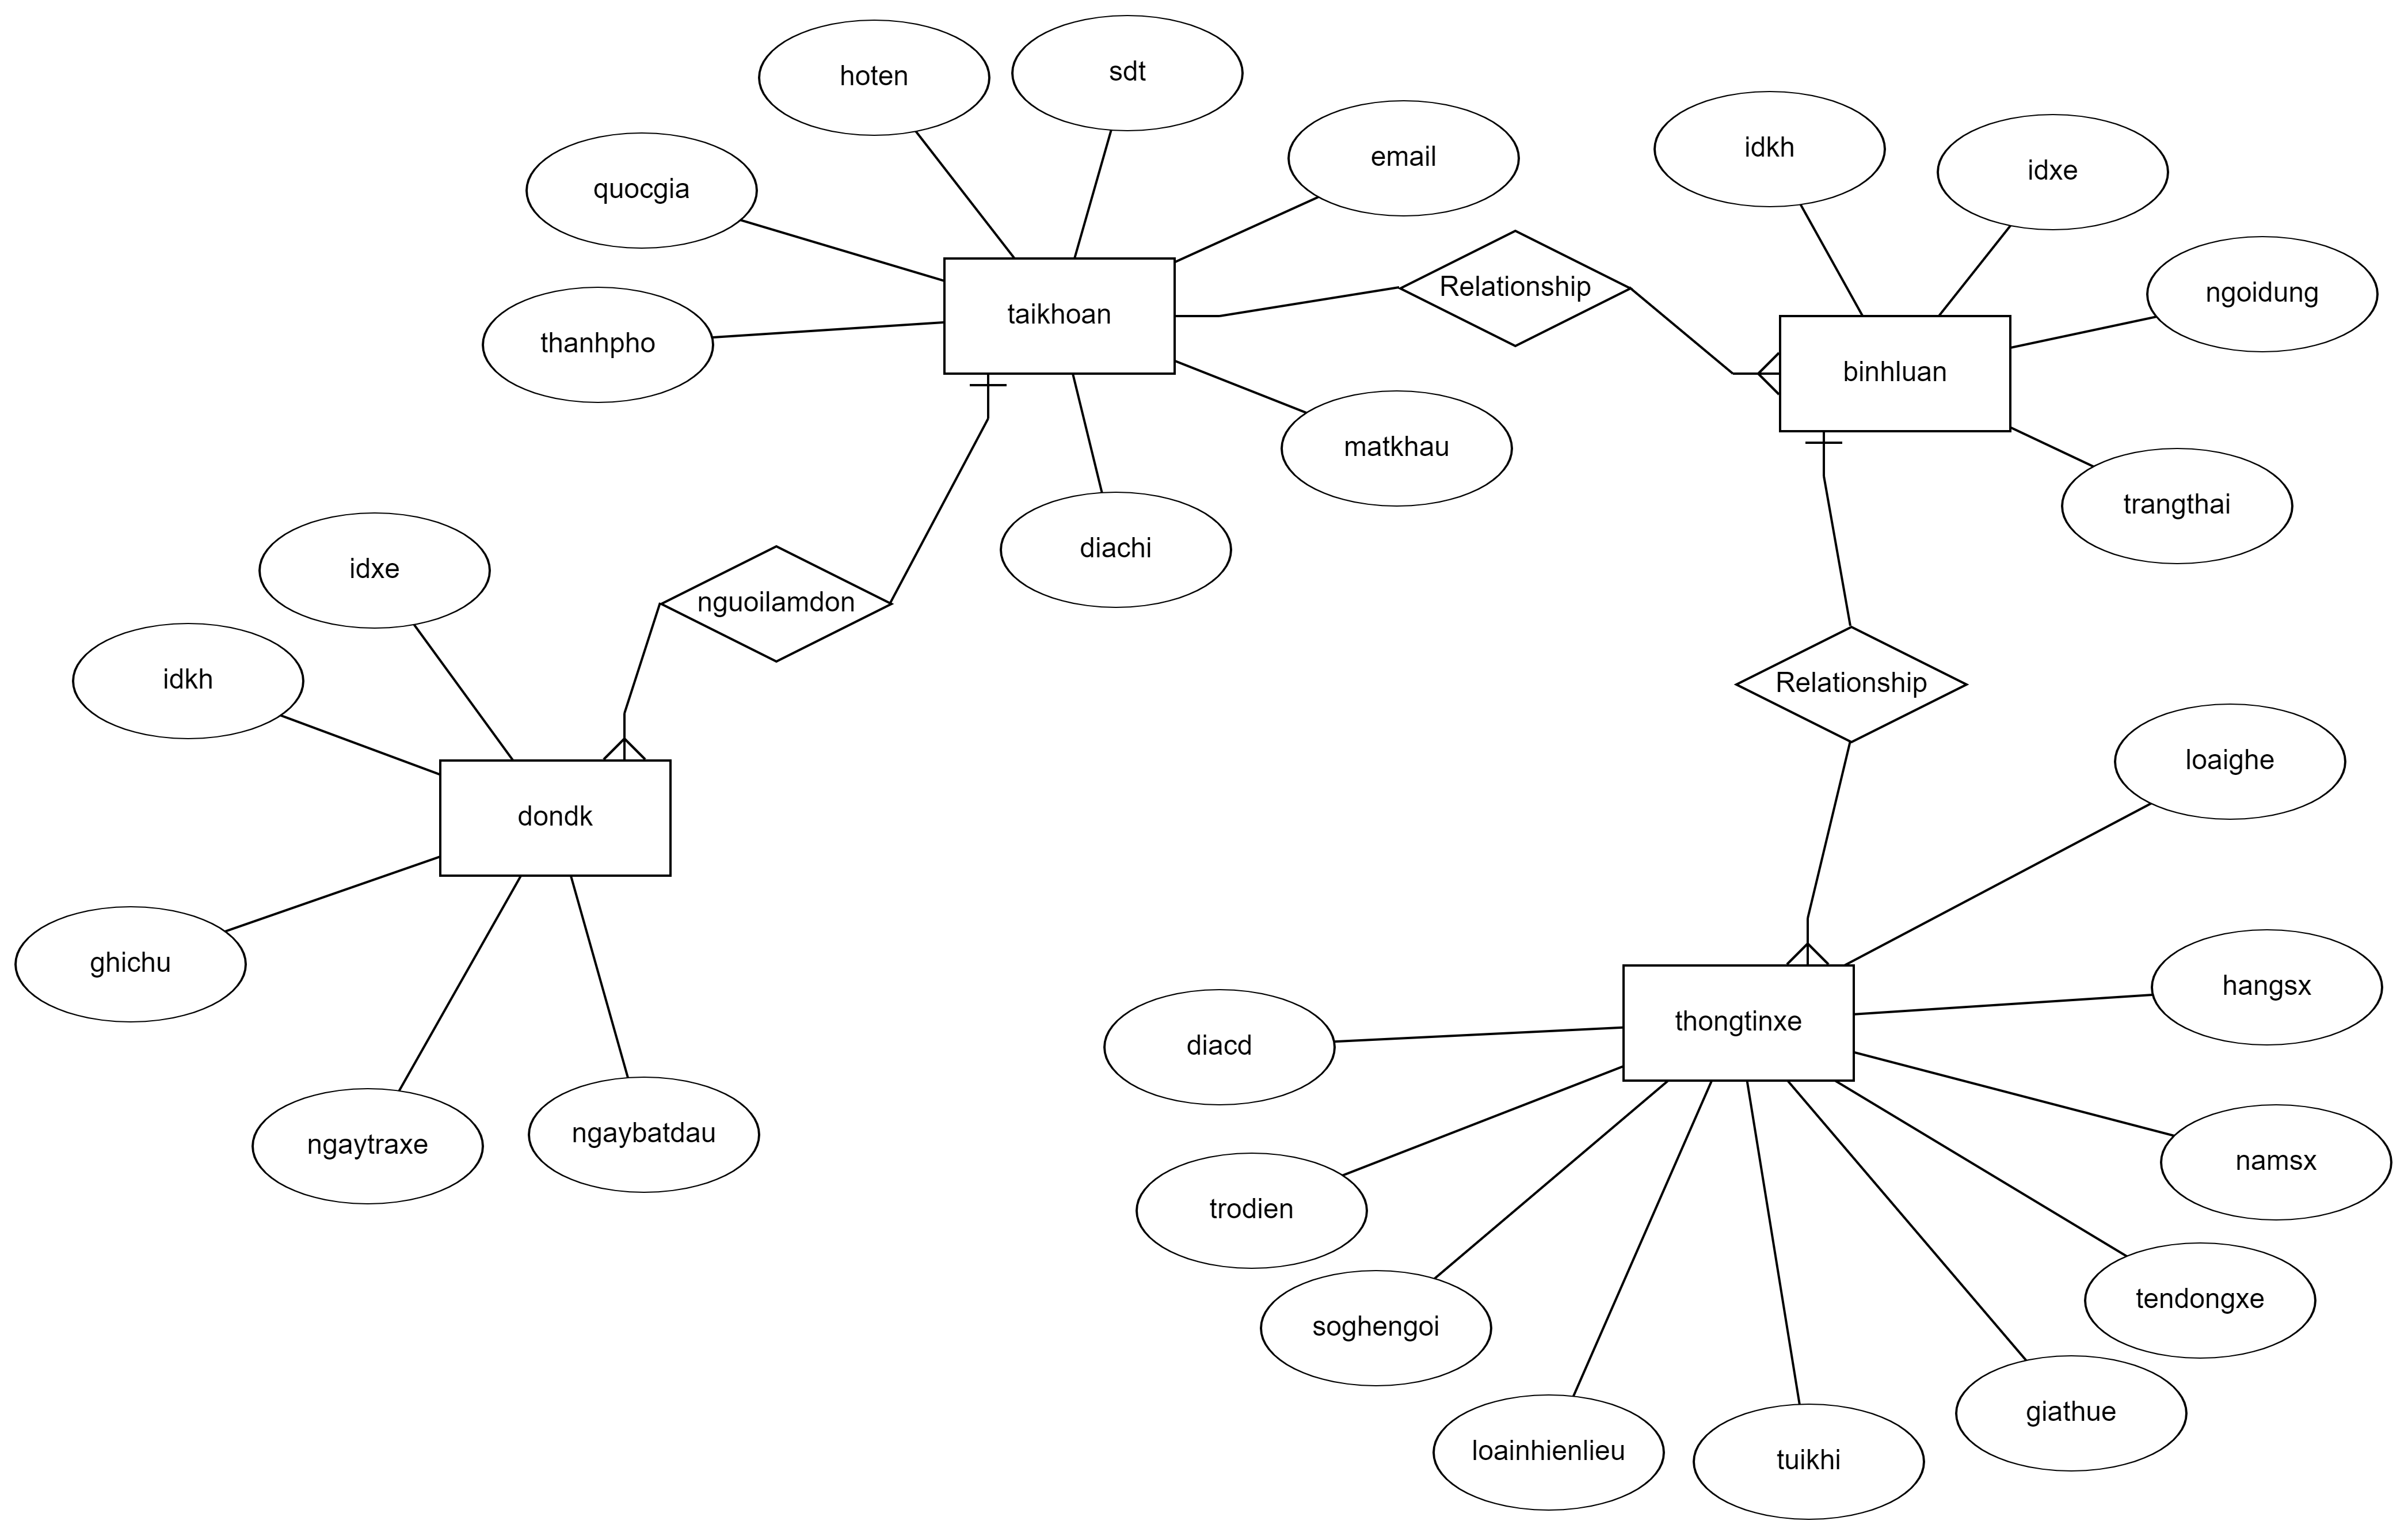 hoten
sdt
email
quocgia
idkh
idxe
ngoidung
taikhoan
Relationship
thanhpho
binhluan
matkhau
trangthai
diachi
idxe
nguoilamdon
idkh
Relationship
loaighe
dondk
ghichu
hangsx
thongtinxe
diacd
ngaytraxe
ngaybatdau
namsx
trodien
tendongxe
soghengoi
giathue
loainhienlieu
tuikhi